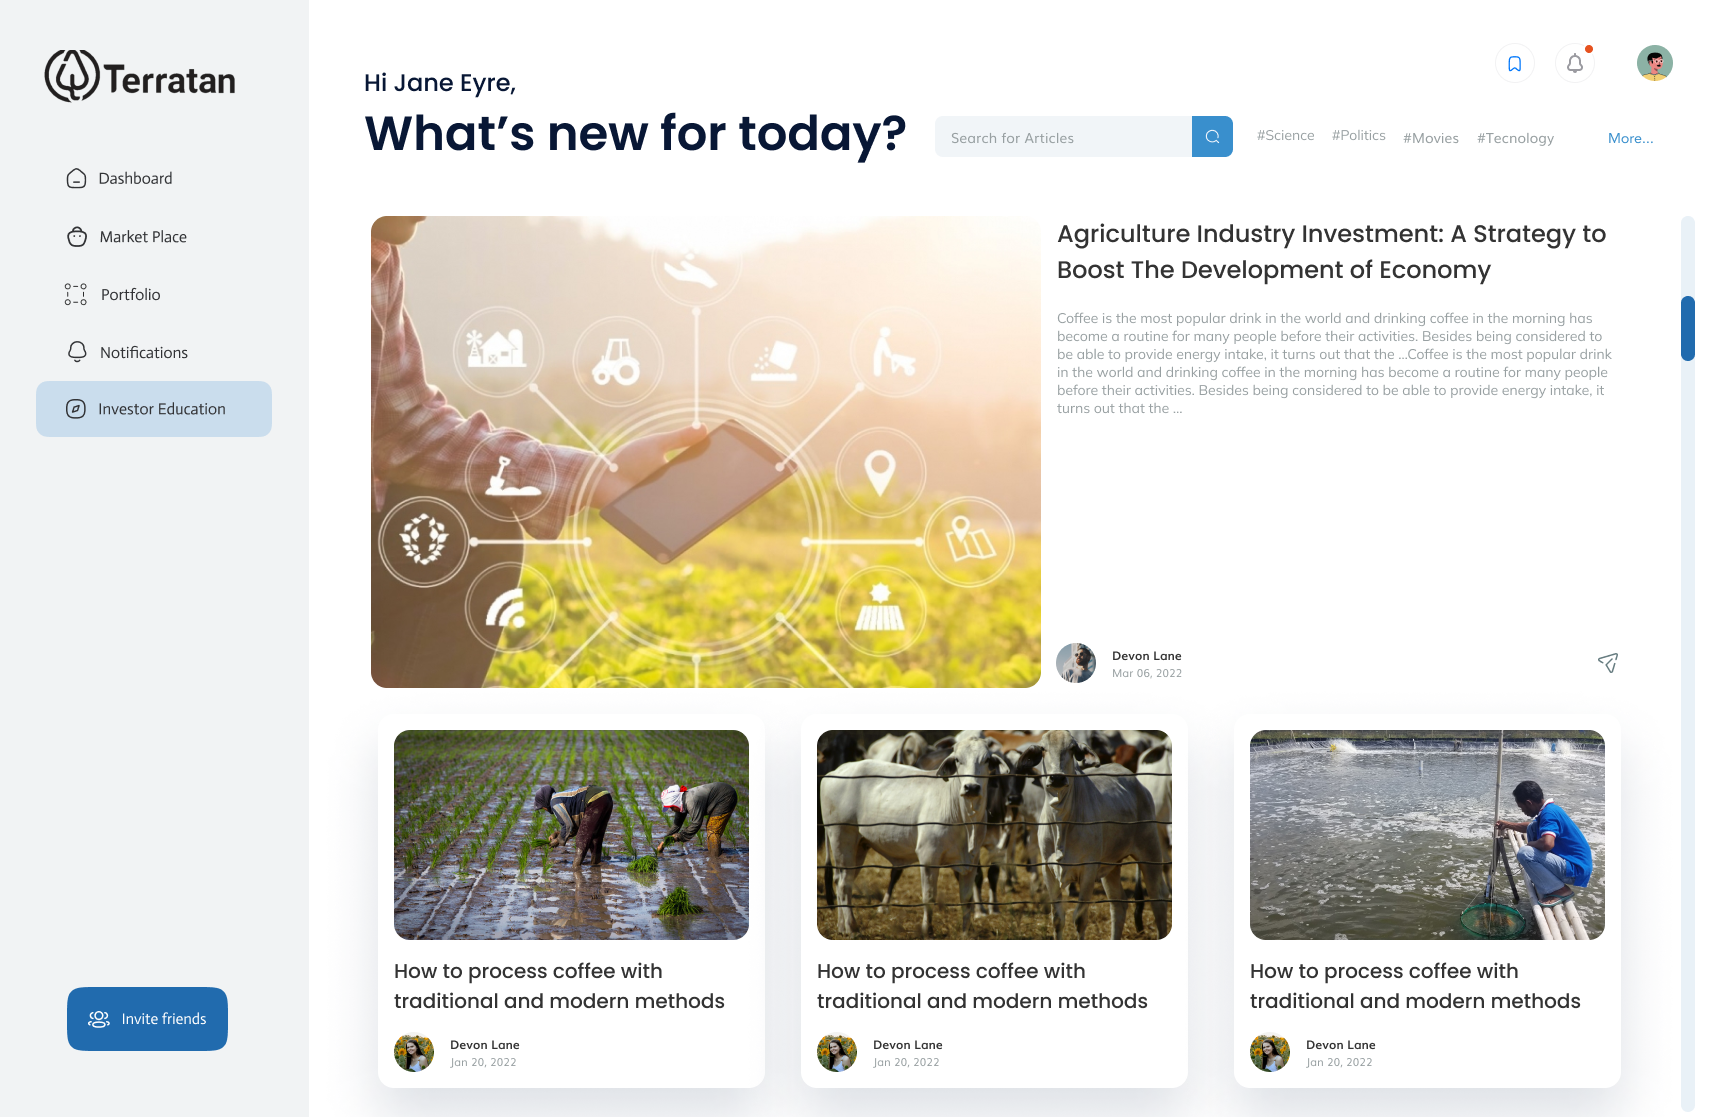 Terratan
Dashboard
Market Place
Portfolio
Notifications
Investor Education
Invite friends
Hi Jane Eyre,
What's new for today?
Search for Articles
#Science
#Politics
#Movies
#Tecnology
More...
Agriculture Industry Investment: A Strategy to
Boost The Development of Economy
Coffee is the most popular drink in the world and drinking coffee in the morning has
become a routine for many people before their activities. Besides being considered to
be able to provide energy intake, it turns out that the ...Coffee is the most popular drink
in the world and drinking coffee in the morning has become a routine for many people
before their activities. Besides being considered to be able to provide energy intake, it
turns out that the ...
Devon Lane
Mar 06, 2022
How to process coffee with
traditional and modern methods
Devon Lane
Jan 20, 2022
How to process coffee with
traditional and modern methods
Devon Lane
Jan 20, 2022
How to process coffee with
traditional and modern methods
Devon Lane
Jan 20, 2022